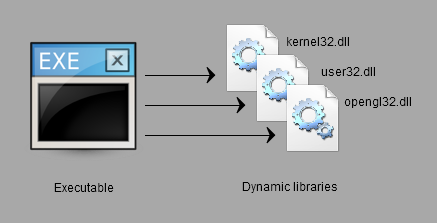 EXE
kernel32.dll
user32.dll
opengl32.dll
Executable
Dynamic libraries